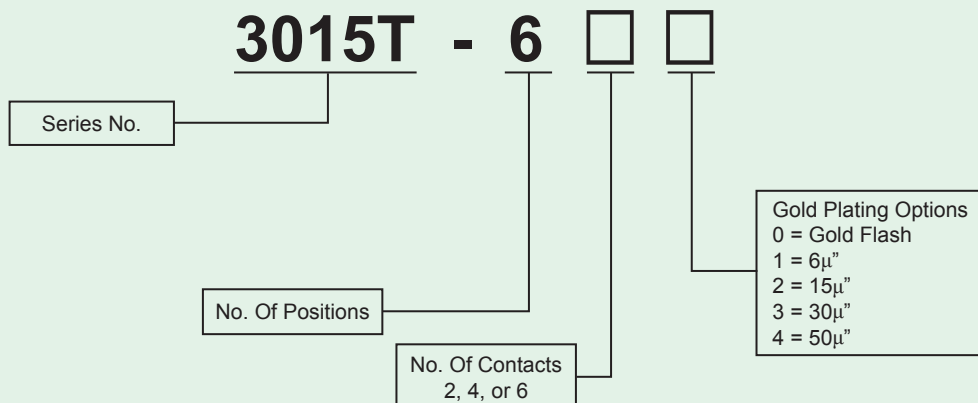 3015T - 6 □ □
Series No.
No. Of Positions
No. Of Contacts
2, 4, or 6
Gold Plating Options
0 = Gold Flash
1 = 6μ”
2 = 15μ”
3 = 30μ”
4 = 50μ”